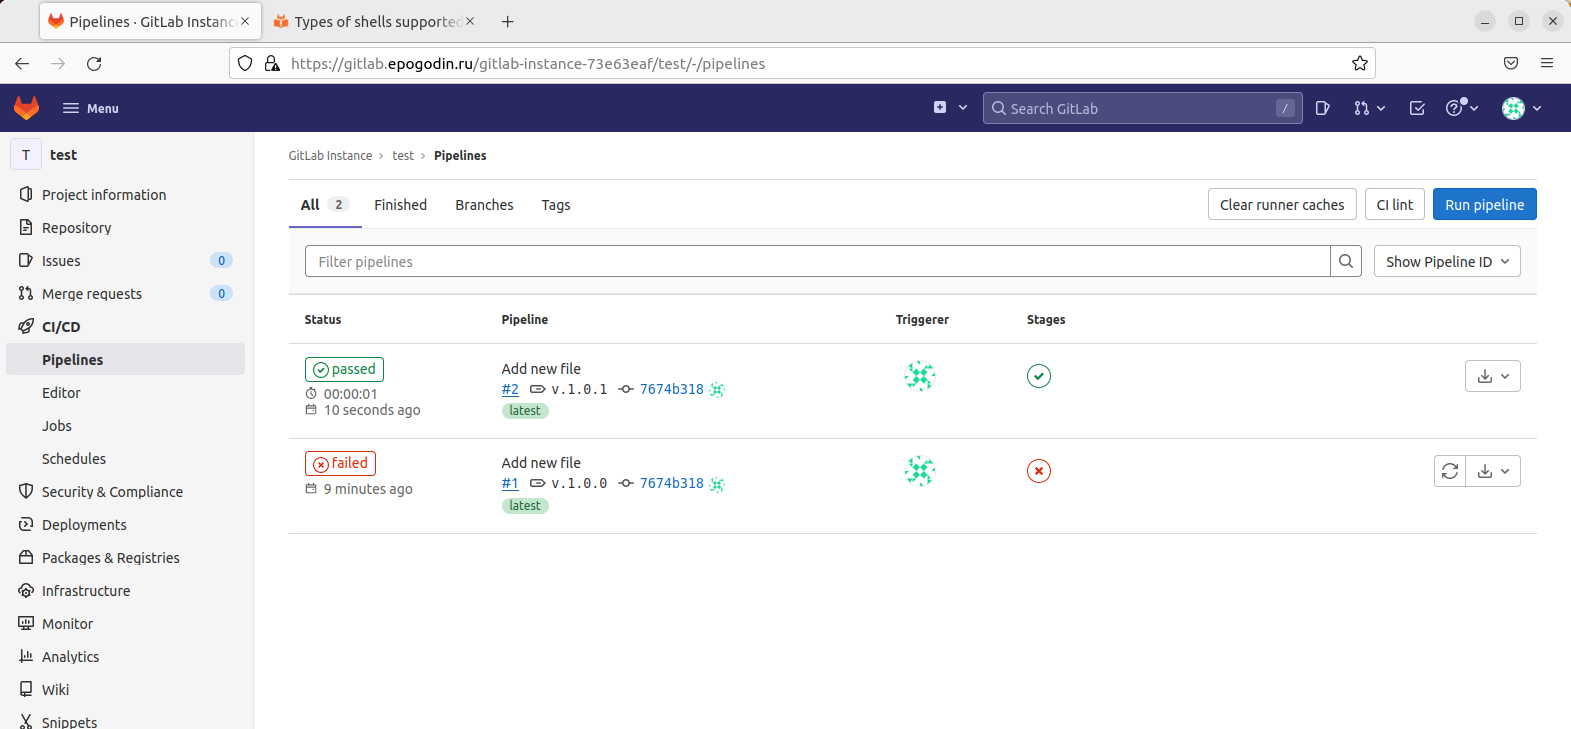 Pipelines · GitLab Instanc
Types of shells supported
https://gitlab.epogodin.ru/gitlab-instance-73e63eaf/test/-/pipelines
Menu
Search GitLab
/
T test
Project information
Repository
Issues 0
Merge requests 0
CI/CD
Pipelines
Editor
Jobs
Schedules
Security & Compliance
Deployments
Packages & Registries
Infrastructure
Monitor
Analytics
Wiki
Snippets
GitLab Instance › test › Pipelines
All 2 Finished Branches Tags
Clear runner caches CI lint Run pipeline
Filter pipelines
Show Pipeline ID
Status Pipeline Triggerer Stages
passed
00:00:01
10 seconds ago
Add new file
#2 v.1.0.1 7674b318
latest
failed
9 minutes ago
Add new file
#1 v.1.0.0 7674b318
latest